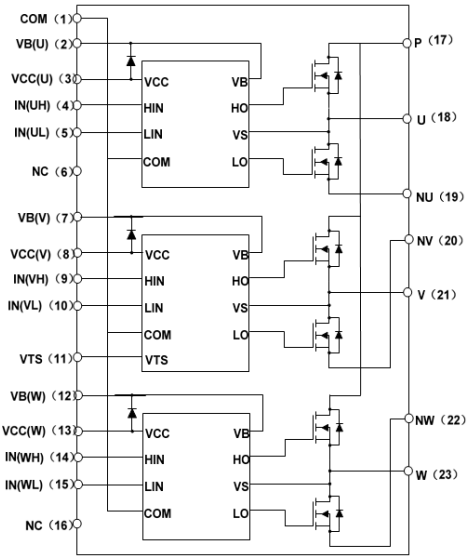 COM (1)
VB(U) (2)
P (17)
VCC(U) (3)
VCC VB
IN(UH) (4)
HIN HO
U (18)
IN(UL) (5)
LIN VS
COM LO
NC (6)
NU (19)
VB(V) (7)
NV (20)
VCC(V) (8)
VCC VB
IN(VH) (9)
HIN HO
V (21)
IN(VL) (10)
LIN VS
COM LO
VTS (11)
VTS
VB(W) (12)
NW (22)
VCC(W) (13)
VCC VB
IN(WH) (14)
HIN HO
W (23)
IN(WL) (15)
LIN VS
COM LO
NC (16)